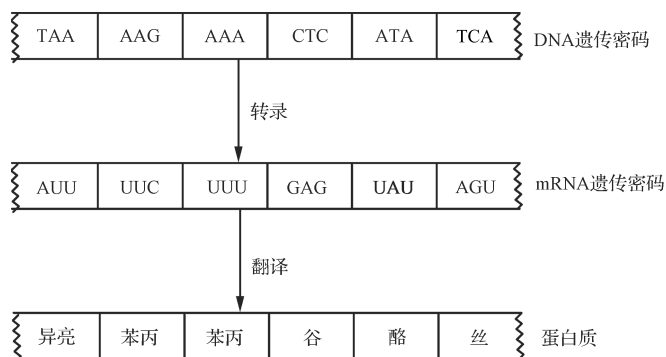 TAA AAG AAA CTC ATA TCA DNA遗传密码
转录
AUU UUC UUU GAG UAU AGU mRNA遗传密码
翻译
异亮 苯丙 苯丙 谷 酪 丝 蛋白质